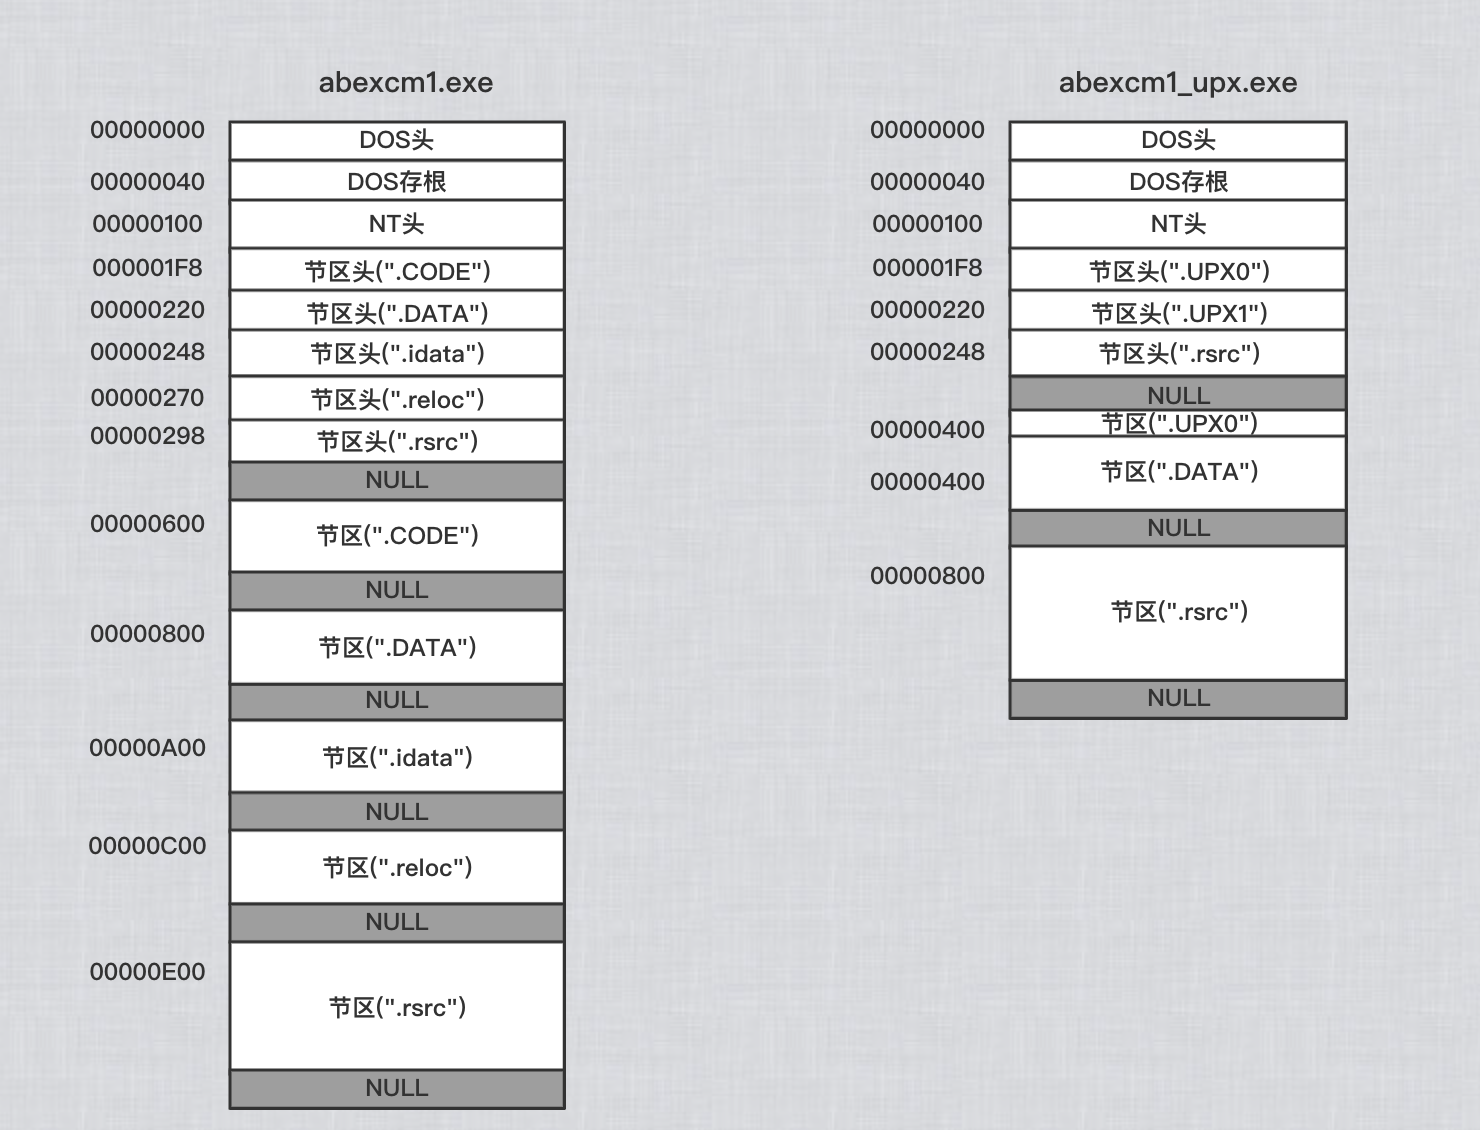 abexcm1.exe
00000000 DOS头
00000040 DOS存根
00000100 NT头
000001F8 节区头(".CODE")
00000220 节区头(".DATA")
00000248 节区头(".idata")
00000270 节区头(".reloc")
00000298 节区头(".rsrc")
NULL
00000600 节区(".CODE")
NULL
00000800 节区(".DATA")
NULL
00000A00 节区(".idata")
NULL
00000C00 节区(".reloc")
NULL
00000E00 节区(".rsrc")
NULL
abexcm1_upx.exe
00000000 DOS头
00000040 DOS存根
00000100 NT头
000001F8 节区头(".UPX0")
00000220 节区头(".UPX1")
00000248 节区头(".rsrc")
NULL
00000400 节区(".UPX0")
00000400 节区(".DATA")
NULL
00000800 节区(".rsrc")
NULL